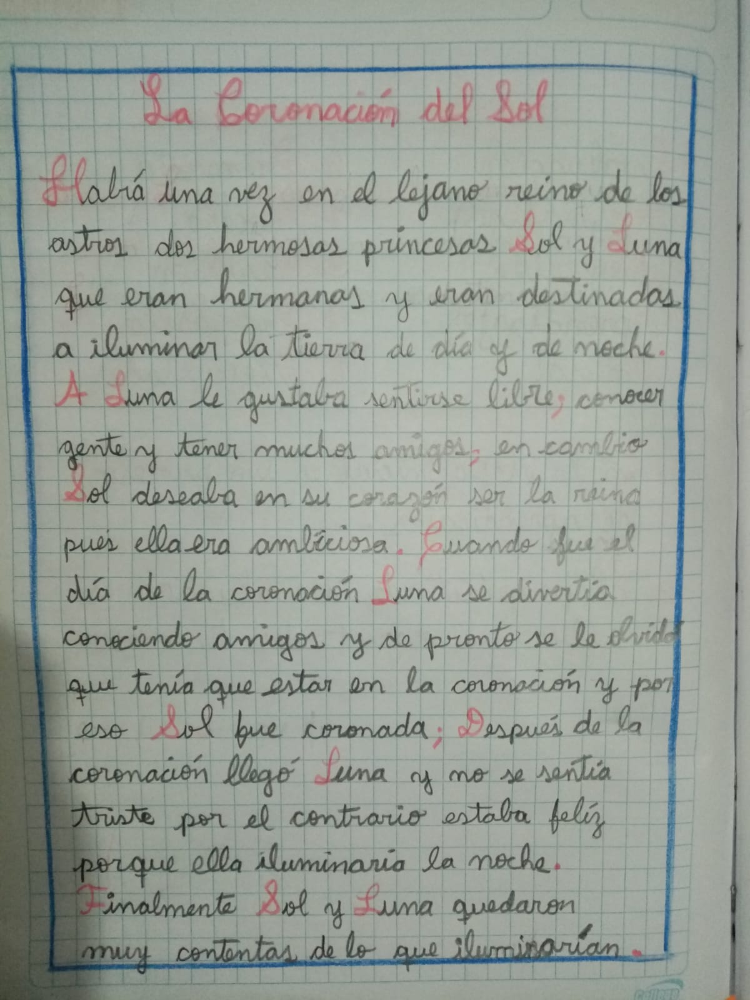 La Coronación del Sol
Habiá una vez en el lejano reino de los
astros dos hermosas princesas Sol y Luna
que eran hermanas y eran destinadas
a iluminar la tierra de día y de noche.
A Luna le gustaba sentirse libre, conocer
gente y tener muchos amigos, en cambio
Sol deseaba en su corazón ser la reina
pues ella era ambiciosa. Cuando fue el
día de la coronación Luna se divertía
conociendo amigos y de pronto se le olvidó
que tenía que estar en la coronación y por
eso Sol fue coronada; Después de la
coronación llegó Luna y no se sentía
triste por el contrario estaba felíz
porque ella iluminaria la noche.
Finalmente Sol y Luna quedaron
muy contentas de lo que iluminarían.
College